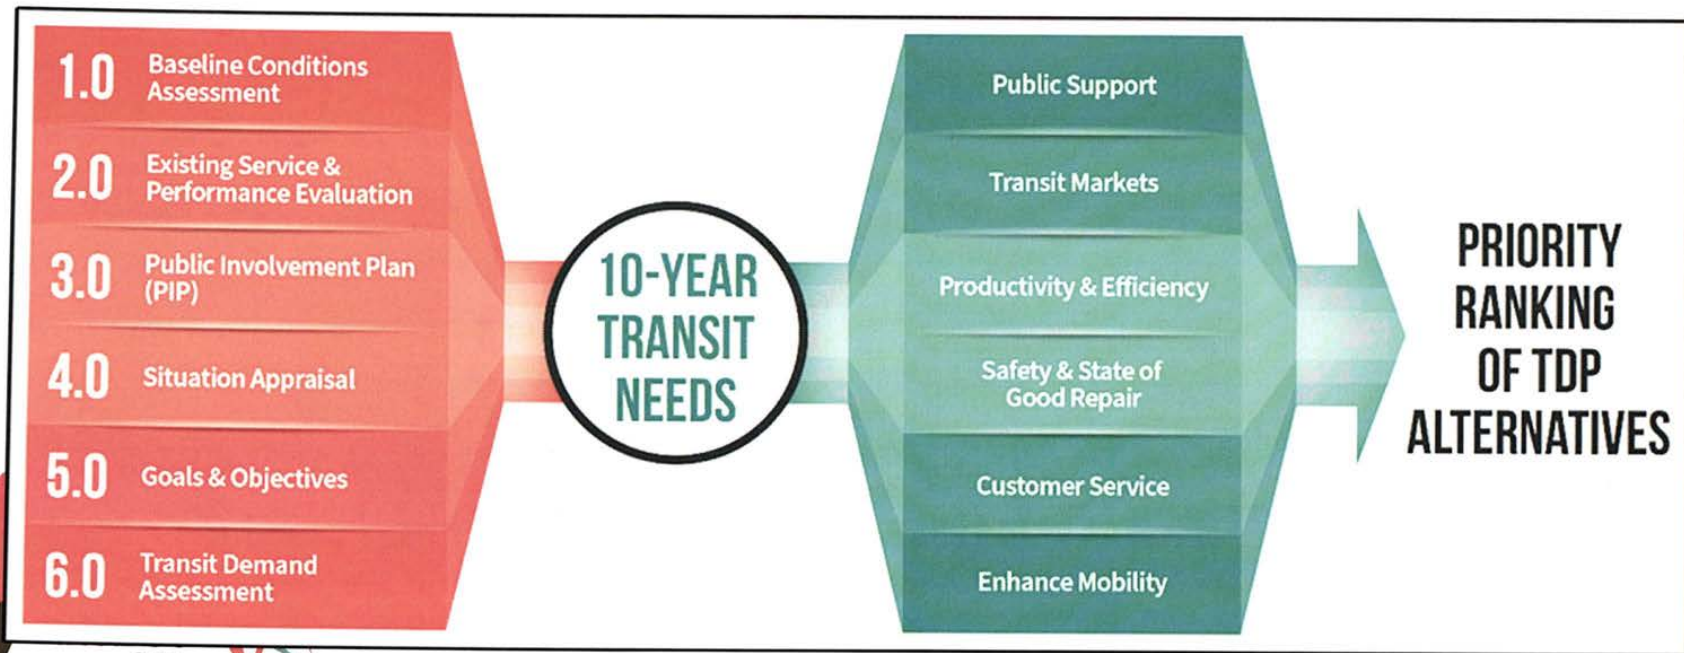 1.0 Baseline Conditions
Assessment
2.0 Existing Service &
Performance Evaluation
3.0 Public Involvement Plan
(PIP)
4.0 Situation Appraisal
5.0 Goals & Objectives
6.0 Transit Demand
Assessment
10-YEAR
TRANSIT
NEEDS
Public Support
Transit Markets
Productivity & Efficiency
Safety & State of
Good Repair
Customer Service
Enhance Mobility
PRIORITY
RANKING
OF TDP
ALTERNATIVES